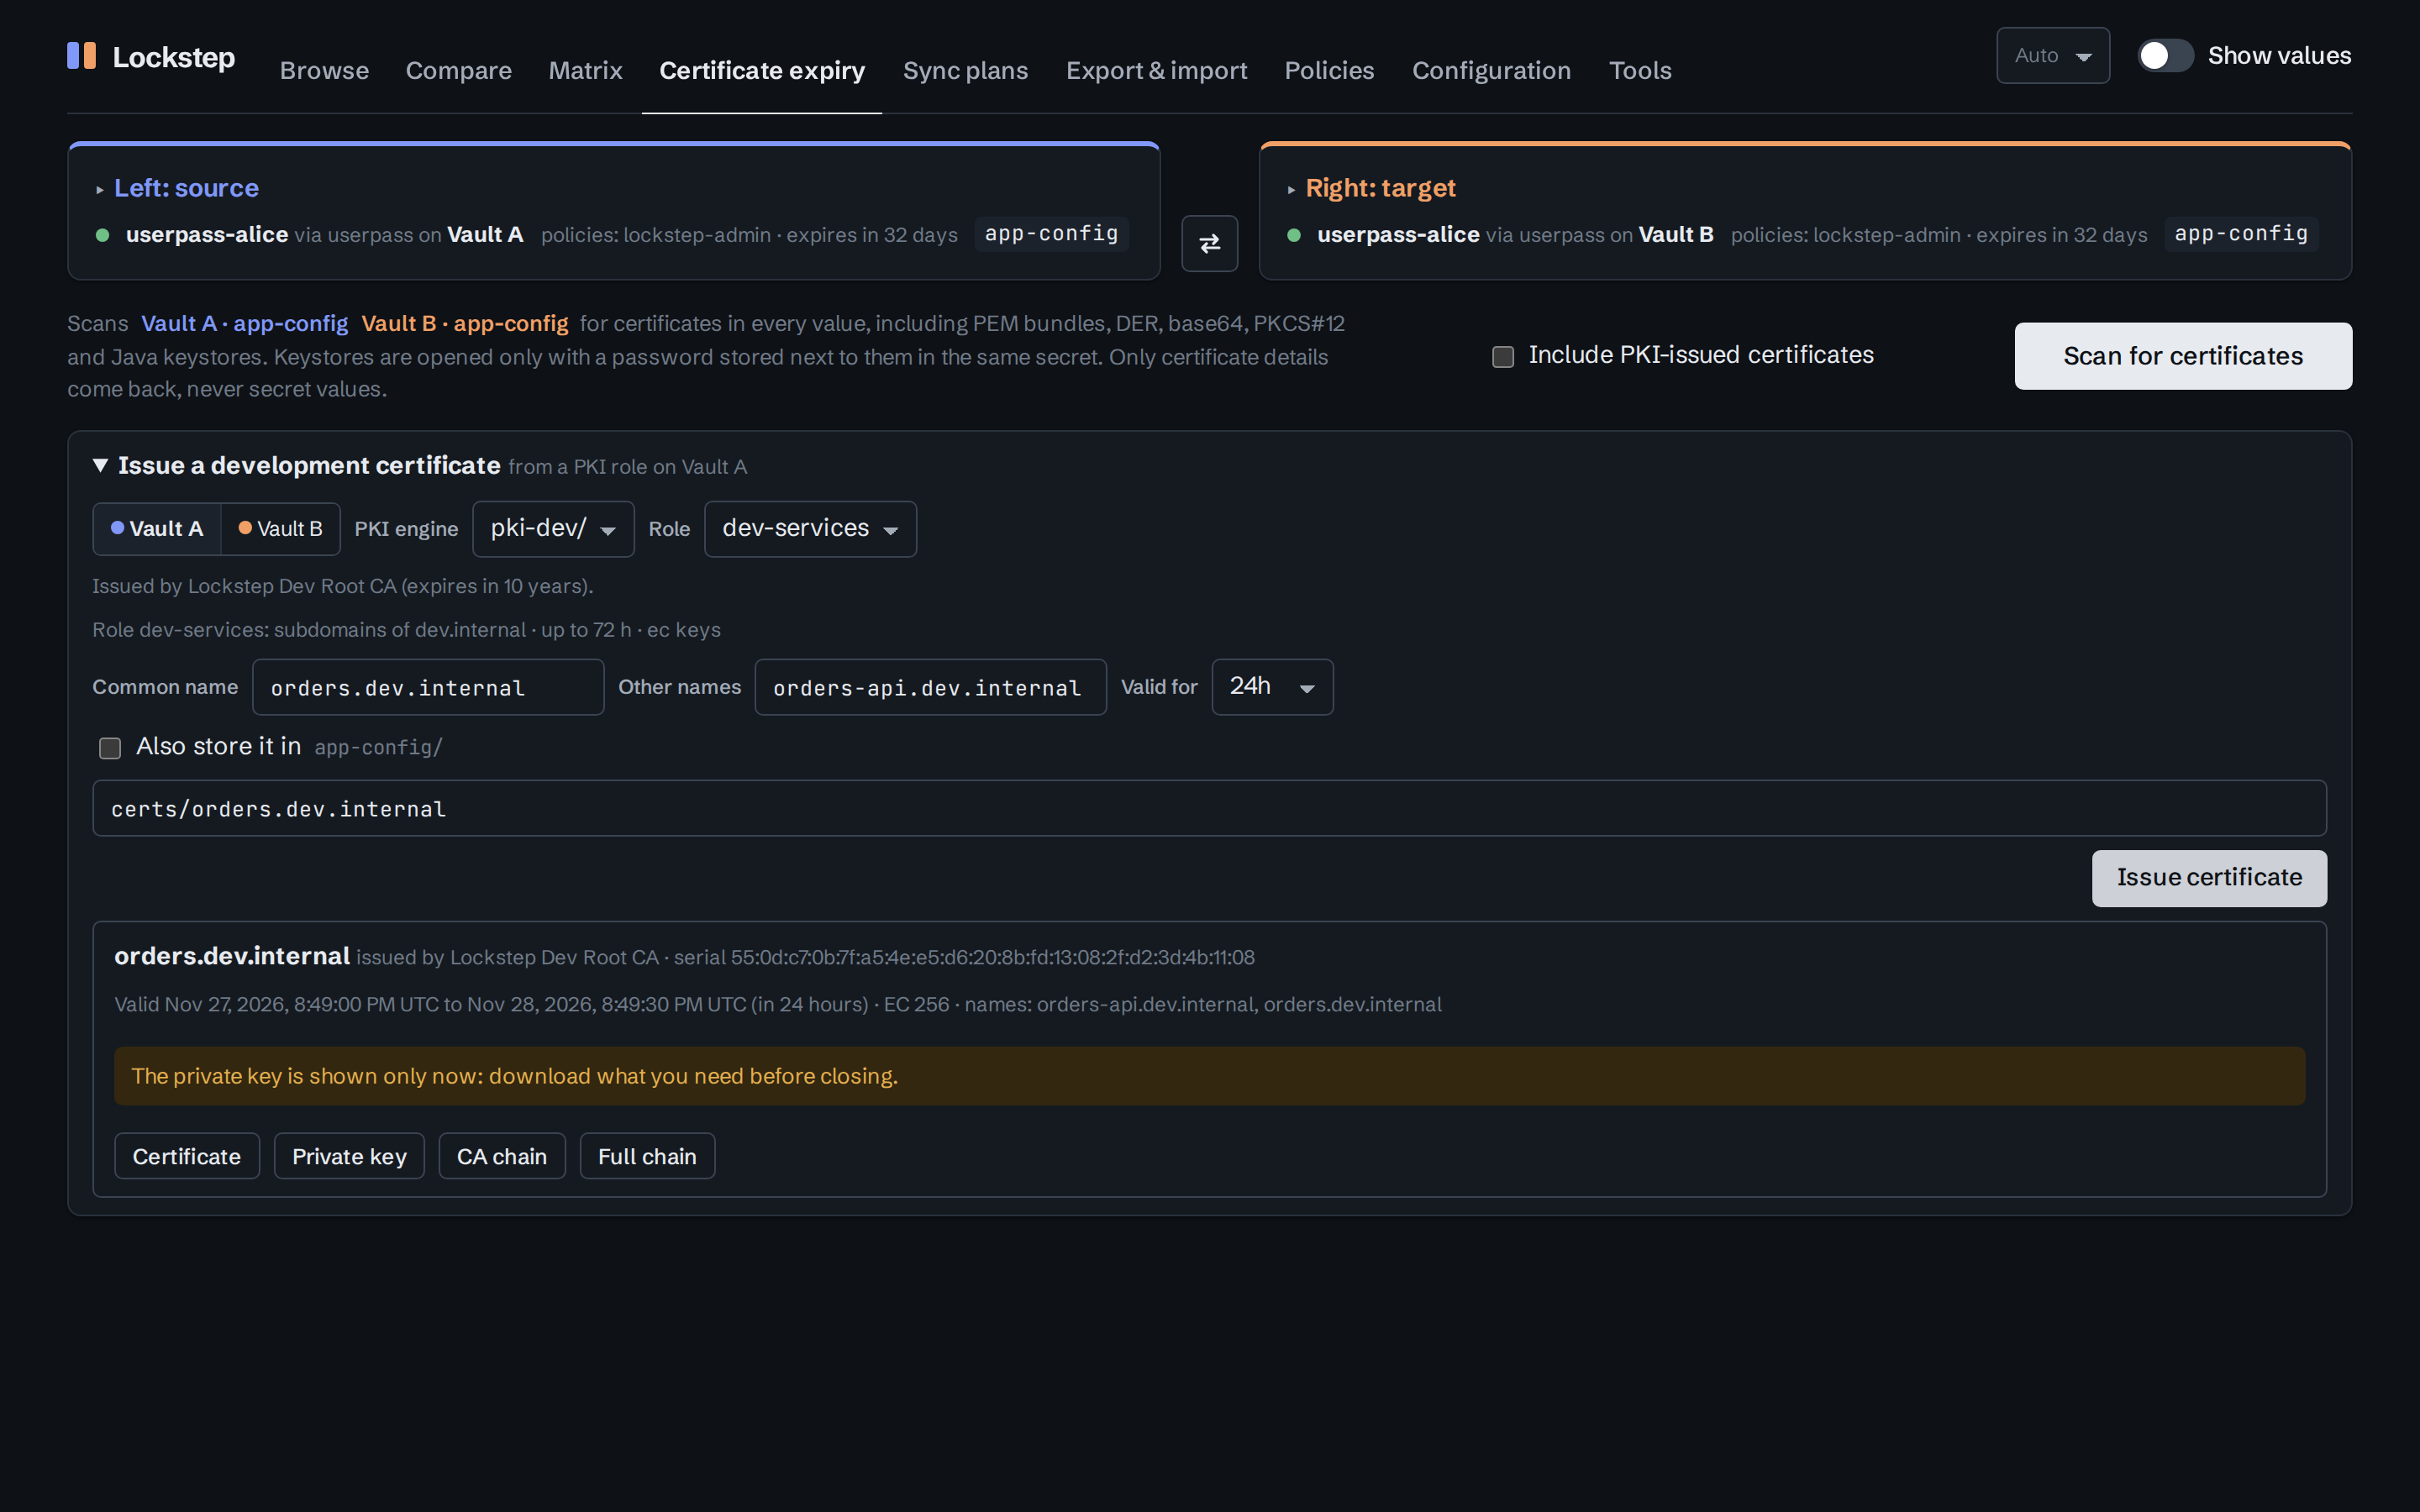 Lockstep Browse Compare Matrix Certificate expiry Sync plans Export & import Policies Configuration Tools Auto Show values
Left: source
userpass-alice via userpass on Vault A policies: lockstep-admin · expires in 32 days app-config
Right: target
userpass-alice via userpass on Vault B policies: lockstep-admin · expires in 32 days app-config
Scans Vault A · app-config Vault B · app-config for certificates in every value, including PEM bundles, DER, base64, PKCS#12
and Java keystores. Keystores are opened only with a password stored next to them in the same secret. Only certificate details
come back, never secret values.
Include PKI-issued certificates
Scan for certificates
Issue a development certificate from a PKI role on Vault A
Vault A Vault B PKI engine pki-dev/ Role dev-services
Issued by Lockstep Dev Root CA (expires in 10 years).
Role dev-services: subdomains of dev.internal · up to 72 h · ec keys
Common name orders.dev.internal Other names orders-api.dev.internal Valid for 24h
Also store it in app-config/
certs/orders.dev.internal
Issue certificate
orders.dev.internal issued by Lockstep Dev Root CA · serial 55:0d:c7:0b:7f:a5:4e:e5:d6:20:8b:fd:13:08:2f:d2:3d:4b:11:08
Valid Nov 27, 2026, 8:49:00 PM UTC to Nov 28, 2026, 8:49:30 PM UTC (in 24 hours) · EC 256 · names: orders-api.dev.internal, orders.dev.internal
The private key is shown only now: download what you need before closing.
Certificate Private key CA chain Full chain